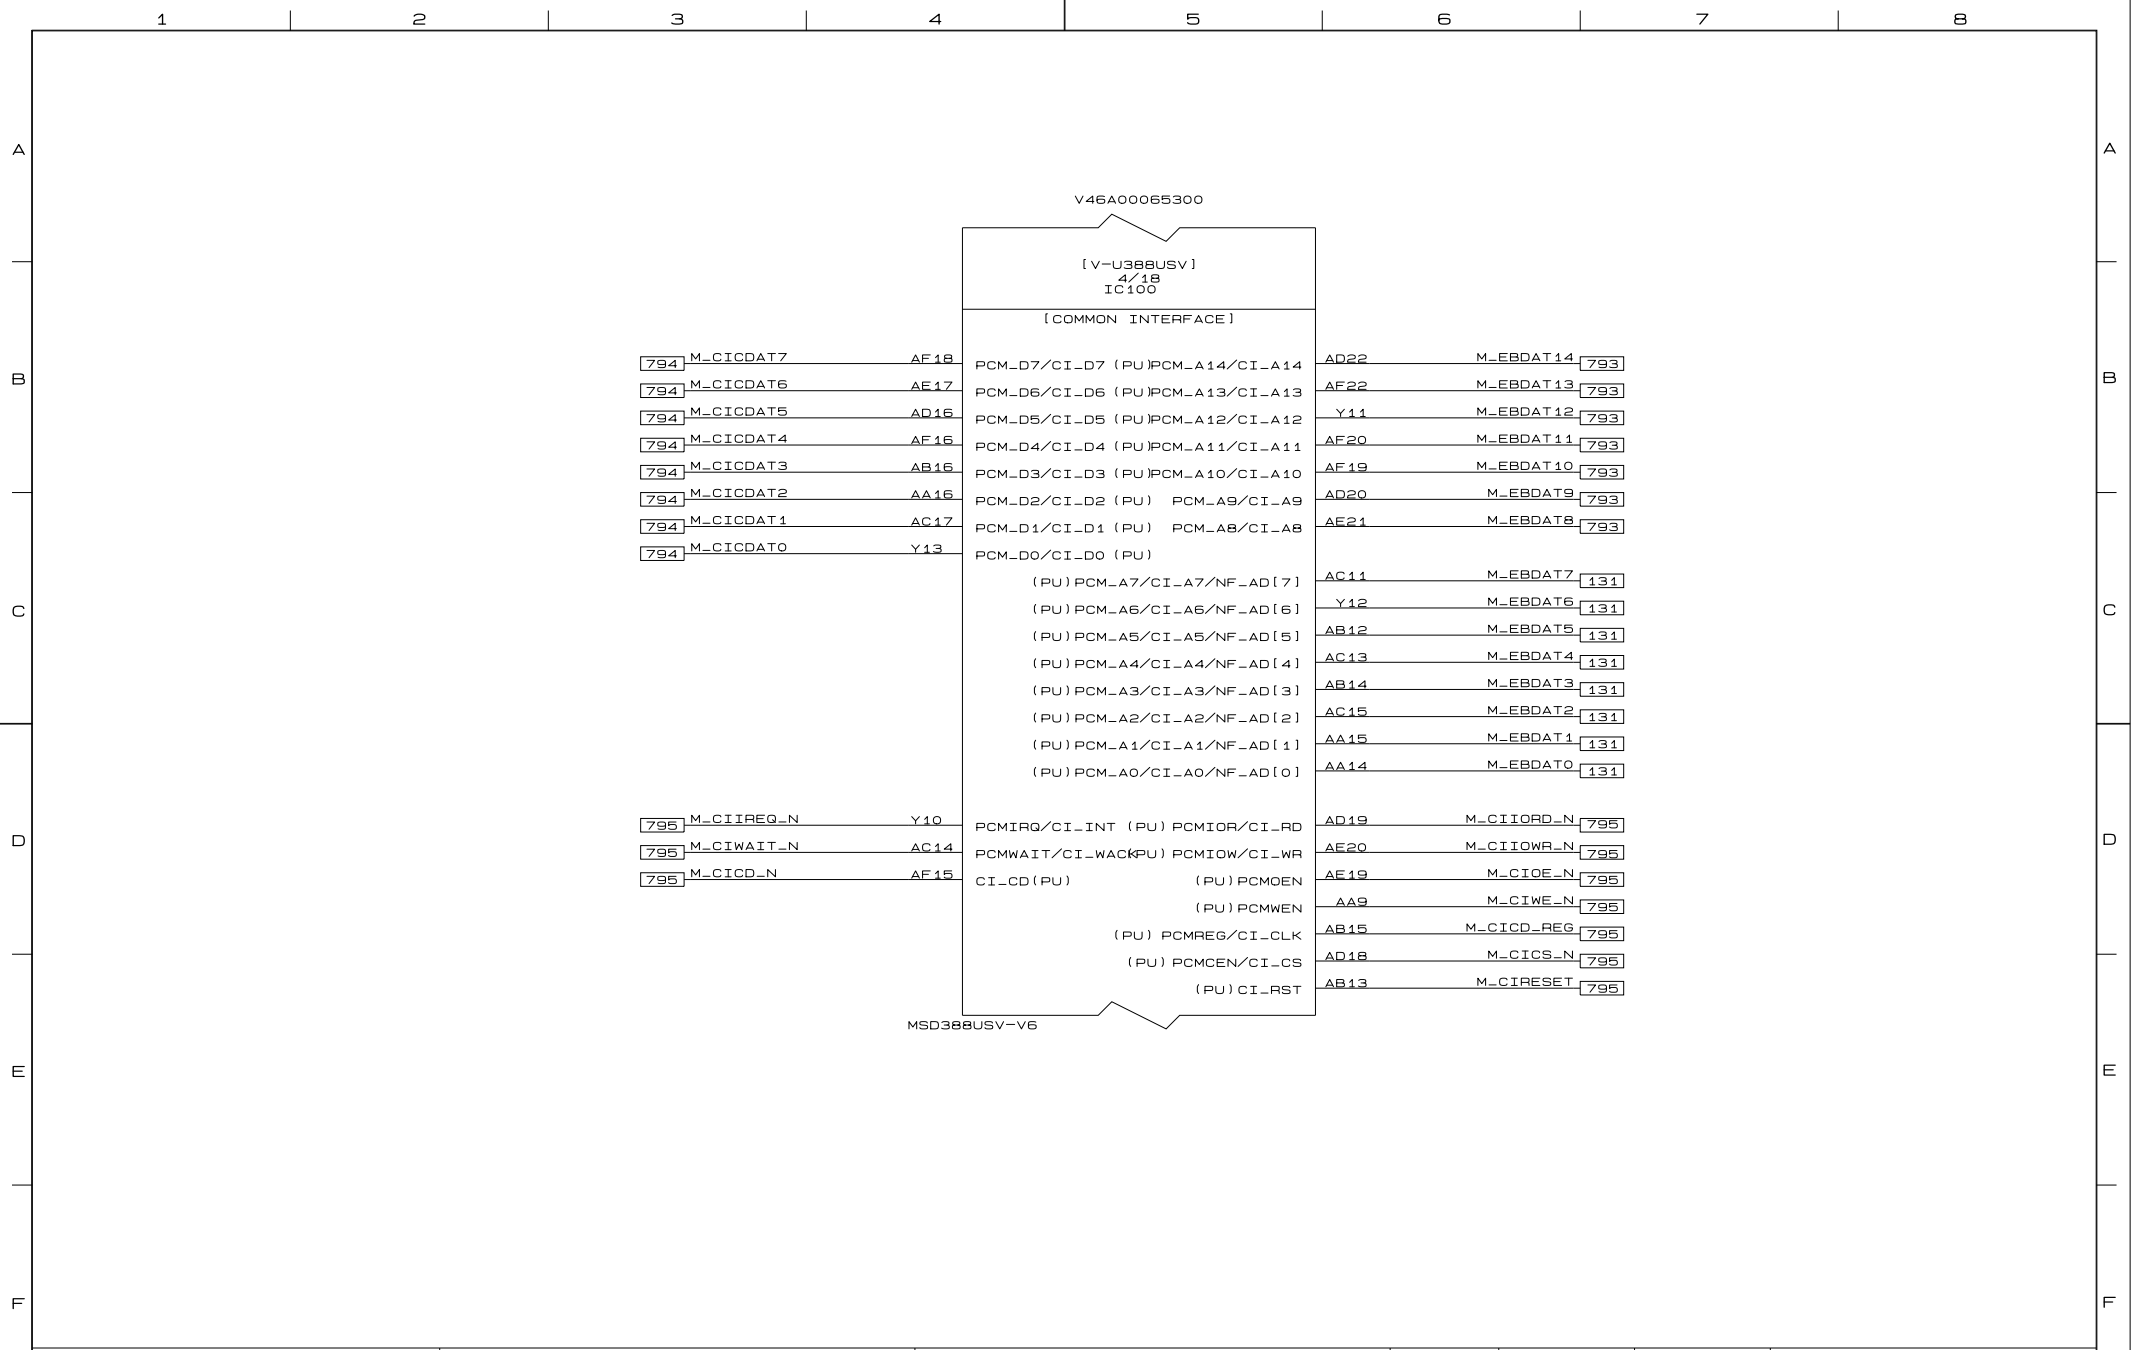 1 2 3 4 5 6 7 8
A A
V46A00065300
[V-U388USV]
4/18
IC100
[COMMON INTERFACE]
794 M_CICDAT7 AF18 PCM_D7/CI_D7 (PU)PCM_A14/CI_A14 AD22 M_EBDAT14 793
B B
794 M_CICDAT6 AE17 PCM_D6/CI_D6 (PU)PCM_A13/CI_A13 AF22 M_EBDAT13 793
794 M_CICDAT5 AD16 PCM_D5/CI_D5 (PU)PCM_A12/CI_A12 Y11 M_EBDAT12 793
794 M_CICDAT4 AF16 PCM_D4/CI_D4 (PU)PCM_A11/CI_A11 AF20 M_EBDAT11 793
794 M_CICDAT3 AB16 PCM_D3/CI_D3 (PU)PCM_A10/CI_A10 AF19 M_EBDAT10 793
794 M_CICDAT2 AA16 PCM_D2/CI_D2 (PU) PCM_A9/CI_A9 AD20 M_EBDAT9 793
794 M_CICDAT1 AC17 PCM_D1/CI_D1 (PU) PCM_A8/CI_A8 AE21 M_EBDAT8 793
794 M_CICDAT0 Y13 PCM_D0/CI_D0 (PU)
(PU)PCM_A7/CI_A7/NF_AD[7] AC11 M_EBDAT7 131
C (PU)PCM_A6/CI_A6/NF_AD[6] Y12 M_EBDAT6 131 C
(PU)PCM_A5/CI_A5/NF_AD[5] AB12 M_EBDAT5 131
(PU)PCM_A4/CI_A4/NF_AD[4] AC13 M_EBDAT4 131
(PU)PCM_A3/CI_A3/NF_AD[3] AB14 M_EBDAT3 131
(PU)PCM_A2/CI_A2/NF_AD[2] AC15 M_EBDAT2 131
(PU)PCM_A1/CI_A1/NF_AD[1] AA15 M_EBDAT1 131
(PU)PCM_A0/CI_A0/NF_AD[0] AA14 M_EBDAT0 131
795 M_CIIREQ_N Y10 PCMIRQ/CI_INT (PU) PCMIOR/CI_RD AD19 M_CIIORD_N 795
D D
795 M_CIWAIT_N AC14 PCMWAIT/CI_WACK(PU) PCMIOW/CI_WR AE20 M_CIIOWR_N 795
795 M_CICD_N AF15 CI_CD(PU) (PU)PCMOEN AE19 M_CIOE_N 795
(PU)PCMWEN AA9 M_CIWE_N 795
(PU) PCMREG/CI_CLK AB15 M_CICD_REG 795
(PU) PCMCEN/CI_CS AD18 M_CICS_N 795
(PU)CI_RST AB13 M_CIRESET 795
MSD388USV-V6
E E
F F